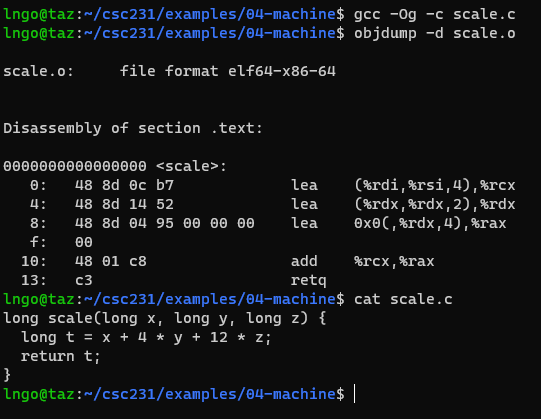 lngo@taz:~/csc231/examples/04-machine$ gcc -Og -c scale.c
lngo@taz:~/csc231/examples/04-machine$ objdump -d scale.o
scale.o:     file format elf64-x86-64
Disassembly of section .text:
0000000000000000 <scale>:
   0:   48 8d 0c b7             lea    (%rdi,%rsi,4),%rcx
   4:   48 8d 14 52             lea    (%rdx,%rdx,2),%rdx
   8:   48 8d 04 95 00 00 00    lea    0x0(,%rdx,4),%rax
   f:   00
  10:   48 01 c8                add    %rcx,%rax
  13:   c3                      retq
lngo@taz:~/csc231/examples/04-machine$ cat scale.c
long scale(long x, long y, long z) {
  long t = x + 4 * y + 12 * z;
  return t;
}
lngo@taz:~/csc231/examples/04-machine$